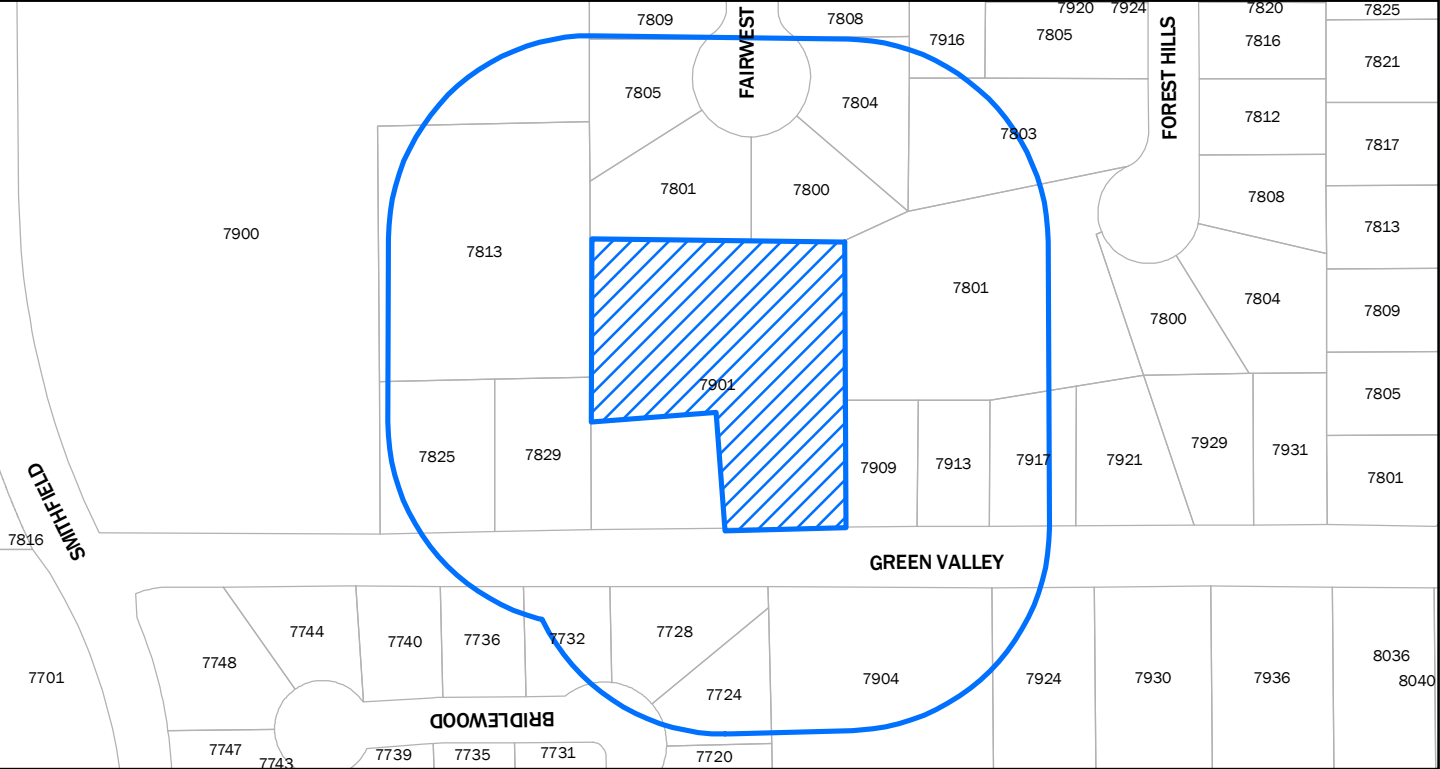 7920 7924 7820 7825
7809 FAIRWEST 7808 7916 7805 FOREST HILLS 7816 7821
7805 7804 7803 7812 7817
7801 7800 7808 7813
7900 7813 7801 7800 7804 7809
7901 7805
7825 7829 7909 7913 7917 7921 7929 7931 7801
SMITHFIELD
7816
GREEN VALLEY
7748 7744 7740 7736 7732 7728
7701 7724 7904 7924 7930 7936 8036
8040
BRIDLEWOOD
7747 7743 7739 7735 7731 7720